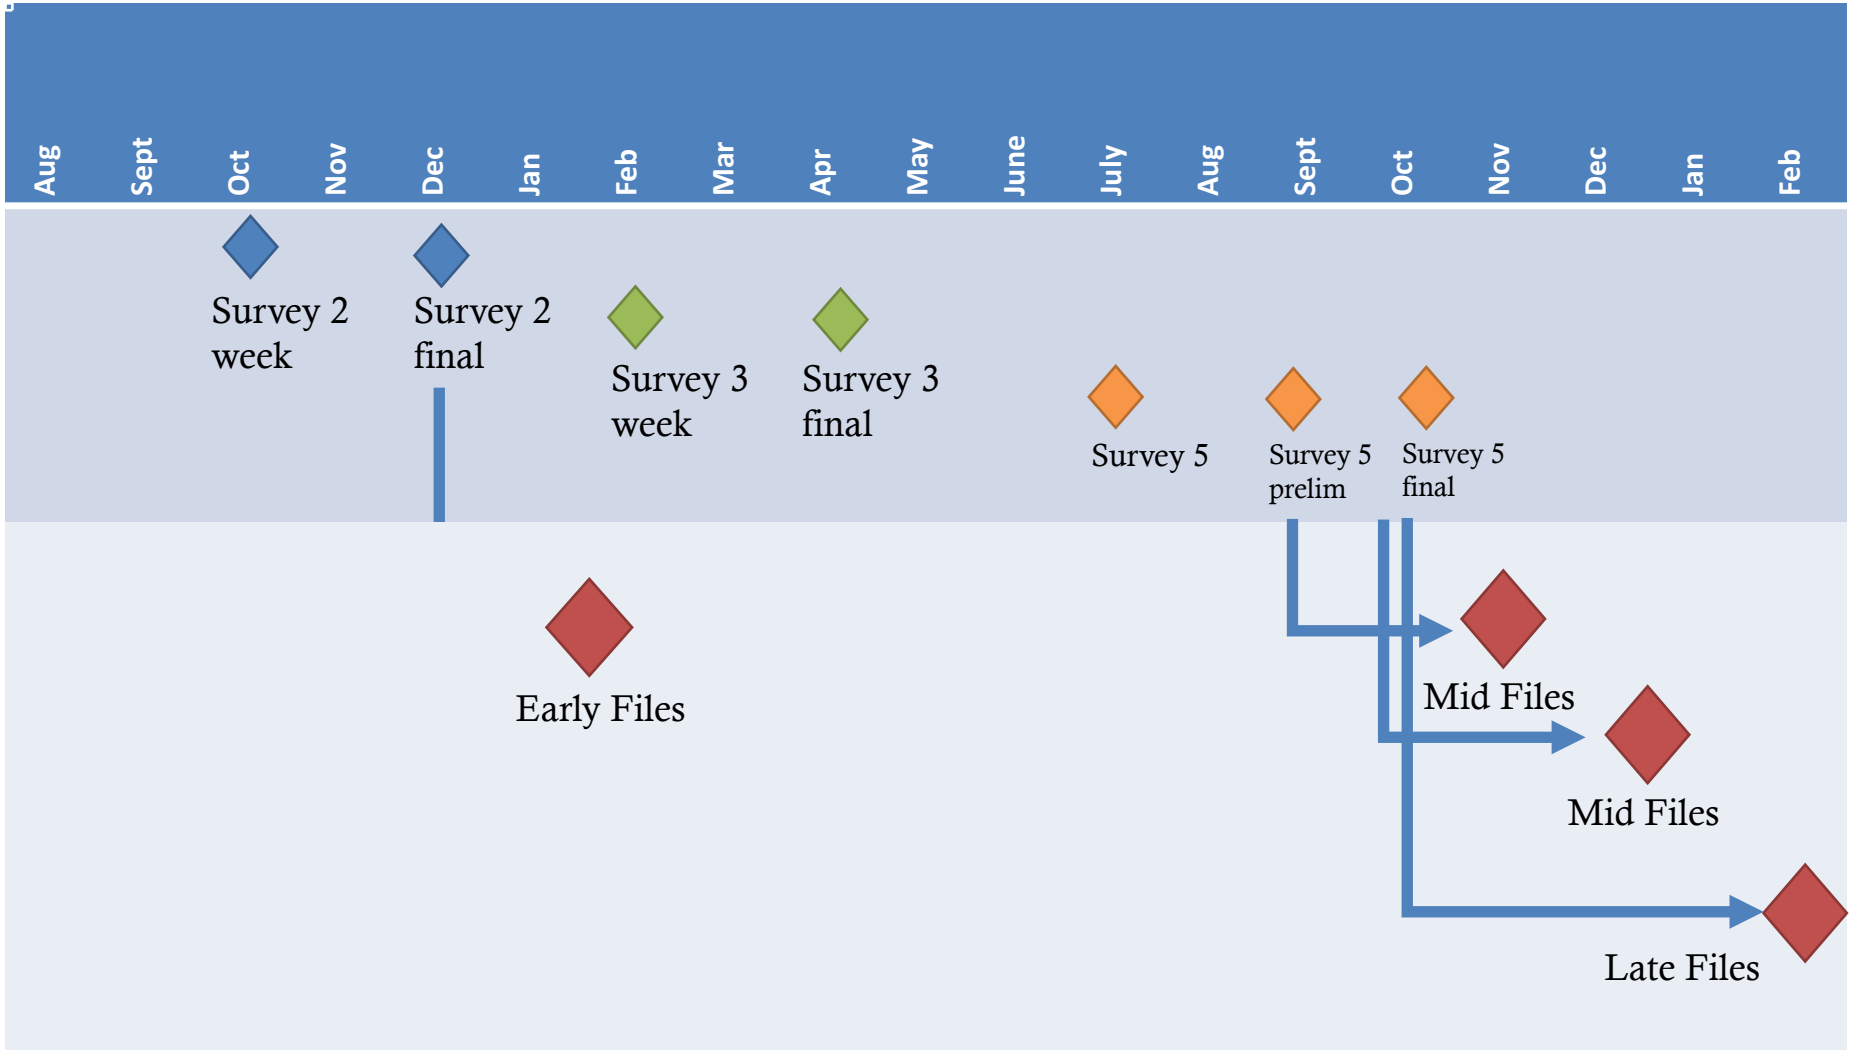 Aug
Sept
Oct
Nov
Dec
Jan
Feb
Mar
Apr
May
June
July
Aug
Sept
Oct
Nov
Dec
Jan
Feb
Survey 2
week
Survey 2
final
Survey 3
week
Survey 3
final
Survey 5
Survey 5
prelim
Survey 5
final
Early Files
Mid Files
Mid Files
Late Files